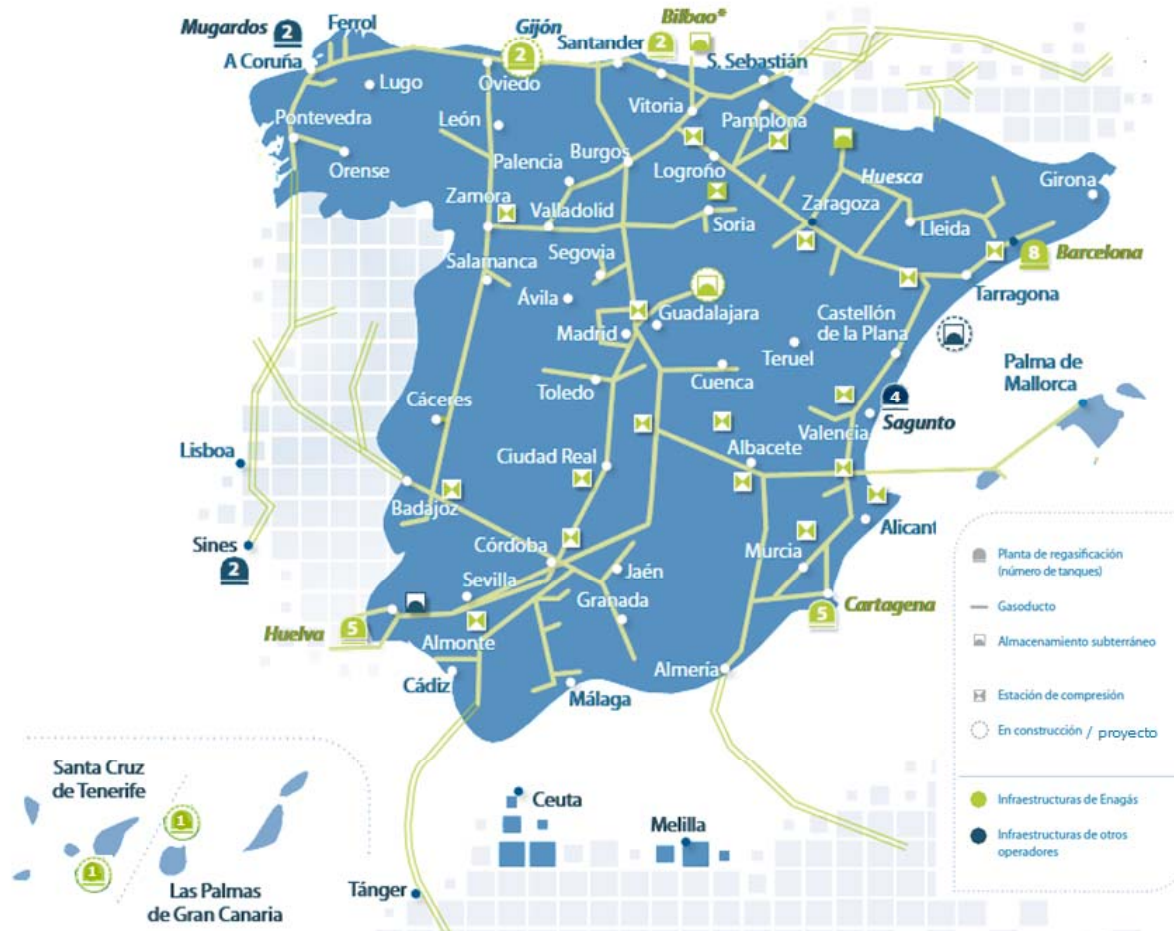 Mugardos
2
Ferrol
Gijón
2
Bilbao*
Santander
2
A Coruña
Oviedo
S. Sebastián
Lugo
Vitoria
Pamplona
Pontevedra
León
Orense
Palencia
Burgos
Logroño
Huesca
Girona
Zamora
Valladolid
Soria
Zaragoza
Lleida
Salamanca
Segovia
8
Barcelona
Ávila
Guadalajara
Castellón
de la Plana
Tarragona
Madrid
Teruel
Palma de
Mallorca
Toledo
Cuenca
Cáceres
4
Sagunto
Valencia
Lisboa
Ciudad Real
Albacete
Badajoz
Alicant
Sines
2
Córdoba
Murcia
Jaén
Sevilla
Granada
5
Cartagena
Huelva
5
Almonte
Almería
Cádiz
Málaga
Planta de regasificación
(número de tanques)
Gasoducto
Almacenamiento subterráneo
Estación de compresión
En construcción / proyecto
Infraestructuras de Enagás
Infraestructuras de otros
operadores
Santa Cruz
de Tenerife
1
1
Las Palmas
de Gran Canaria
Ceuta
Melilla
Tánger